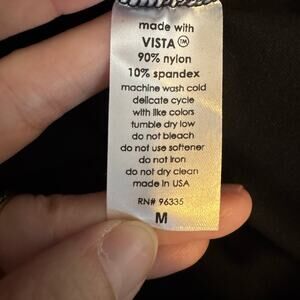 made with
VISTA™
90% nylon
10% spandex
machine wash cold
delicate cycle
with like colors
tumble dry low
do not bleach
do not use softener
do not iron
do not dry clean
made in USA
RN# 96335
M